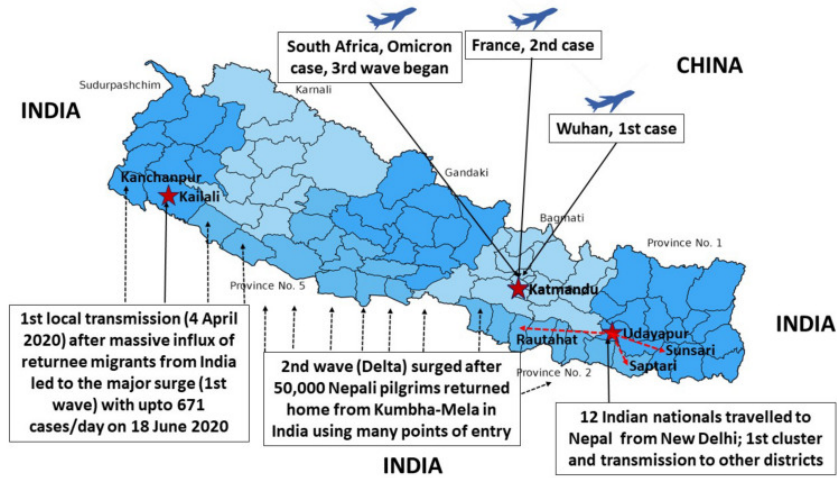 South Africa, Omicron
case, 3rd wave began
France, 2nd case
CHINA
Wuhan, 1st case
INDIA
Sudurpashchim
Karnali
Gandaki
Bagmati
Province No. 1
Kanchanpur
Kailali
Province No. 5
Katmandu
Udayapur
Rautahat
Sunsari
Saptari
Province No. 2
INDIA
1st local transmission (4 April
2020) after massive influx of
returnee migrants from India
led to the major surge (1st
wave) with upto 671
cases/day on 18 June 2020
2nd wave (Delta) surged after
50,000 Nepali pilgrims returned
home from Kumbha-Mela in
India using many points of entry
12 Indian nationals travelled to
Nepal from New Delhi; 1st cluster
and transmission to other districts
INDIA